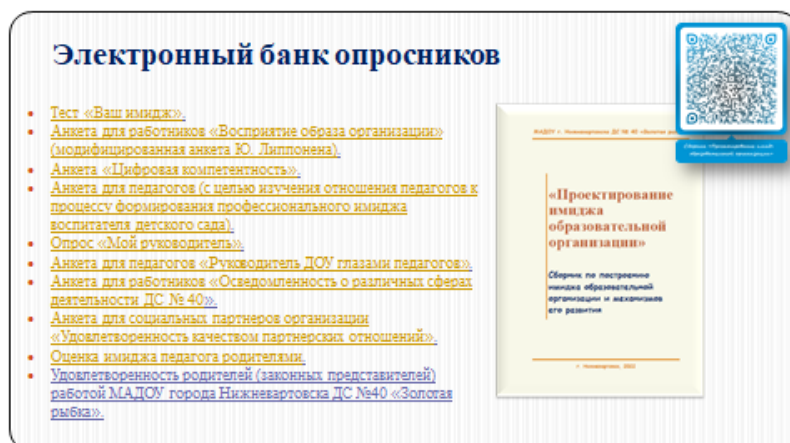 Электронный банк опросников
Тест «Ваш имидж».
Анкета для работников «Восприятие образа организации»
(модифицированная анкета Ю. Липпонена).
Анкета «Цифровая компетентность».
Анкета для педагогов (с целью изучения отношения педагогов к
процессу формирования профессионального имиджа
воспитателя детского сада).
Опрос «Мой руководитель».
Анкета для педагогов «Руководитель ДОУ глазами педагогов».
Анкета для работников «Осведомленность о различных сферах
деятельности ДС № 40».
Анкета для социальных партнеров организации
«Удовлетворенность качеством партнерских отношений».
Оценка имиджа педагога родителями.
Удовлетворенность родителей (законных представителей)
работой МАДОУ города Нижневартовска ДС №40 «Золотая
рыбка».
МАДОУ г. Нижневартовска ДС № 40 «Золотая
«Проектирование
имиджа
образовательной
организации»
Сборник по построению
имиджа образовательной
организации и механизмов
его развития
г. Нижневартовск, 2022